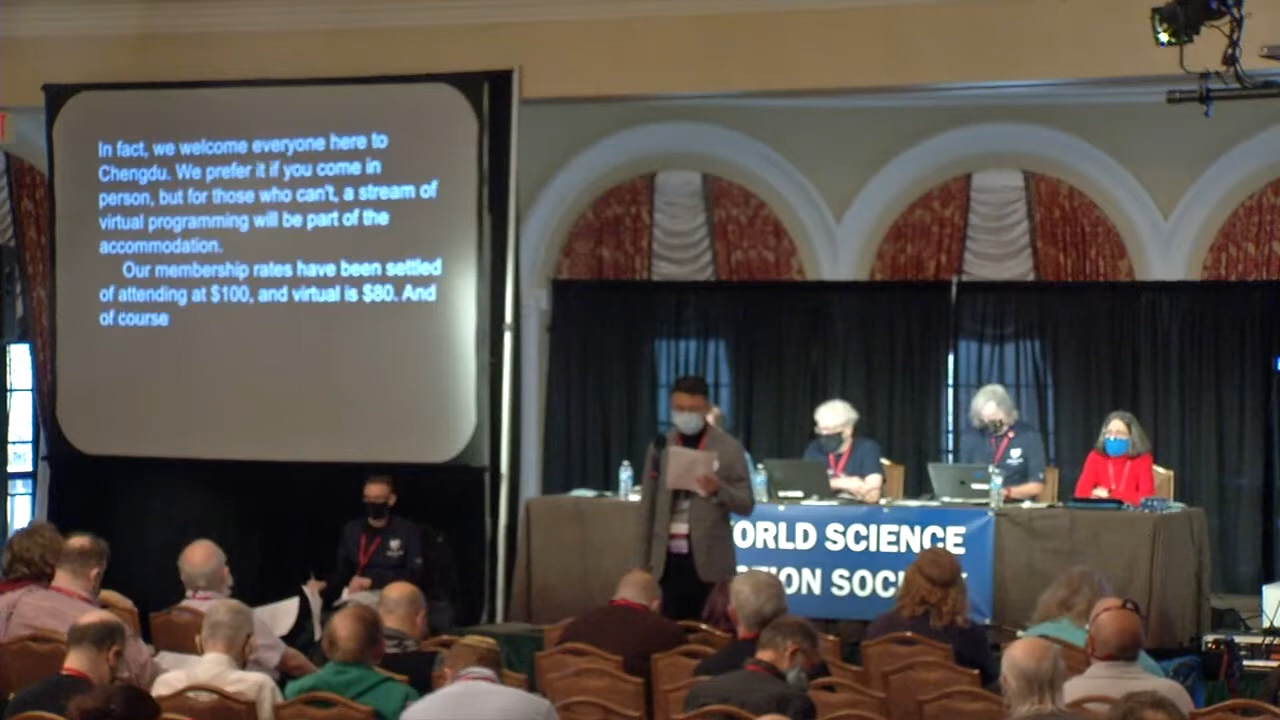 In fact, we welcome everyone here to
Chengdu. We prefer it if you come in
person, but for those who can't, a stream of
virtual programming will be part of the
accommodation.
Our membership rates have been settled
of attending at $100, and virtual is $80. And
of course
ORLD SCIENCE
TION SOCI